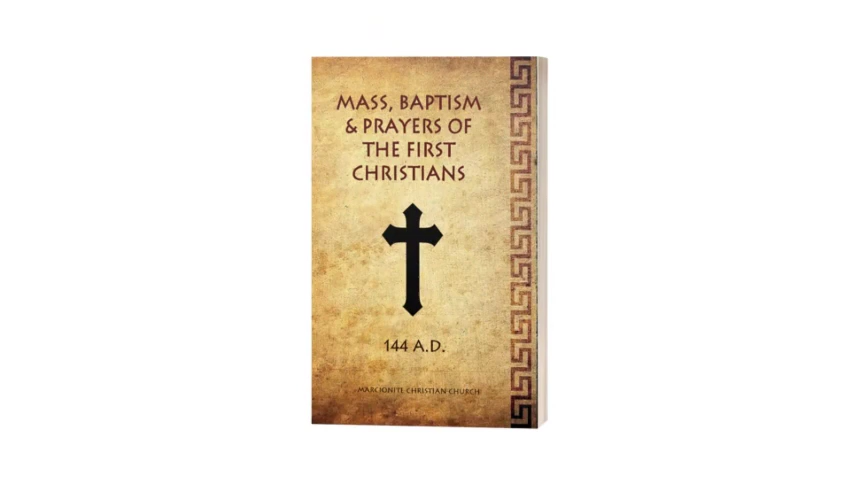 MASS, BAPTISM
& PRAYERS OF
THE FIRST
CHRISTIANS
144 A.D.
MARCIONITE CHRISTIAN CHURCH